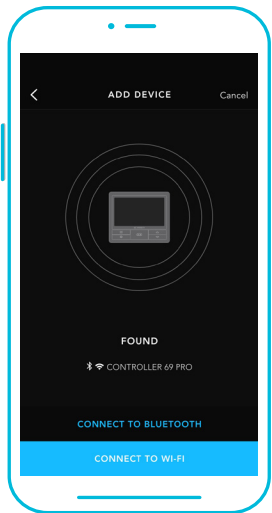 ADD DEVICE Cancel
FOUND
CONTROLLER 69 PRO
CONNECT TO BLUETOOTH
CONNECT TO WI-FI